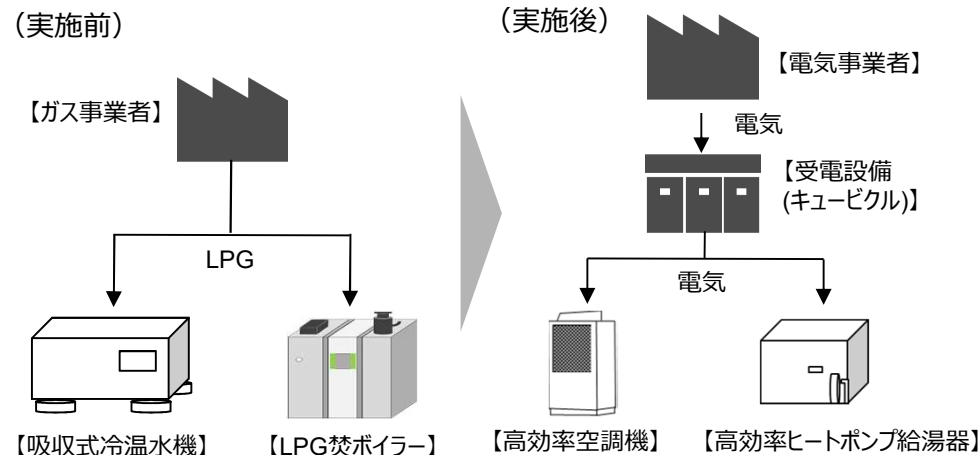 （実施前）
【ガス事業者】
LPG
【吸収式冷温水機】
【LPG焚ボイラー】
（実施後）
【電気事業者】
電気
【受電設備
(キュービクル)】
電気
【高効率空調機】
【高効率ヒートポンプ給湯器】